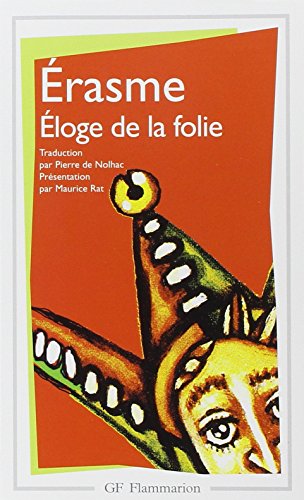 Érasme
Éloge de la folie
Traduction
par Pierre de Nolhac
Présentation
par Maurice Rat
GF Flammarion